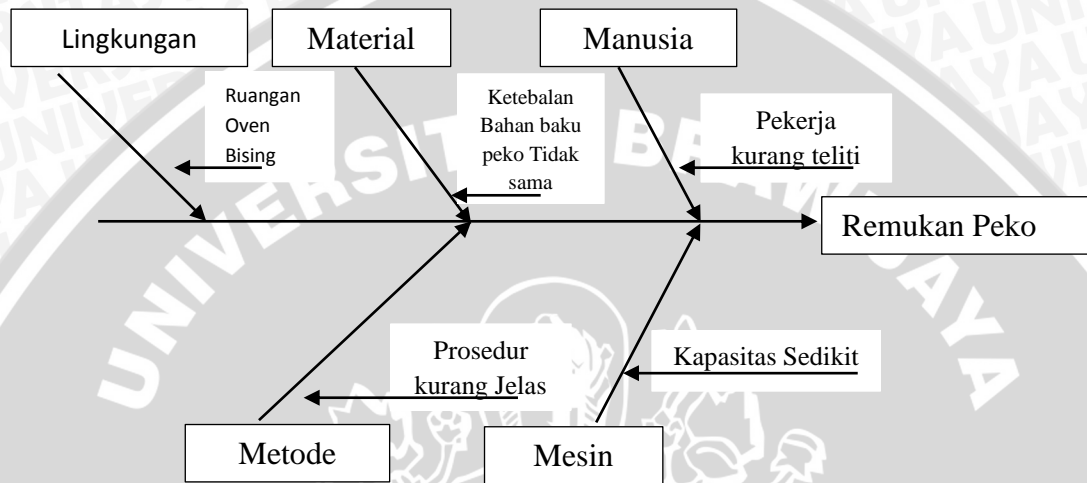 Lingkungan
Material
Manusia
Ruangan
Oven
Bising
Ketebalan
Bahan baku
peko Tidak
sama
Pekerja
kurang teliti
Remukan Peko
Prosedur
kurang Jelas
Kapasitas Sedikit
Metode
Mesin